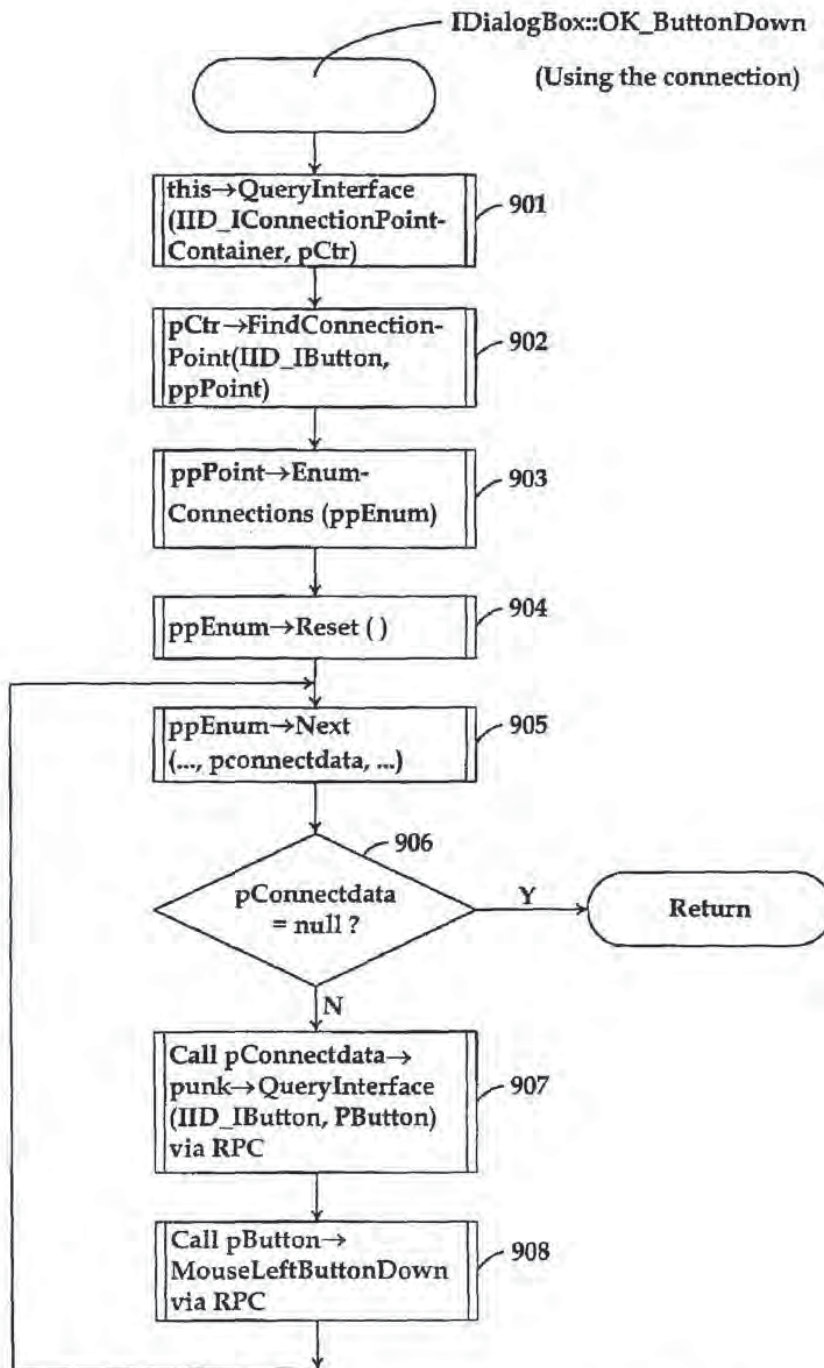 IDialogBox::OK_ButtonDown
(Using the connection)
this→QueryInterface
(IID_IConnectionPoint-
Container, pCtr)
901
pCtr→FindConnection-
Point(IID_IButton,
ppPoint)
902
ppPoint→Enum-
Connections (ppEnum)
903
ppEnum→Reset ( )
904
ppEnum→Next
(..., pconnectdata, ...)
905
906
pConnectdata
= null ?
Y
Return
N
Call pConnectdata→
punk→QueryInterface
(IID_IButton, PButton)
via RPC
907
Call pButton→
MouseLeftButtonDown
via RPC
908